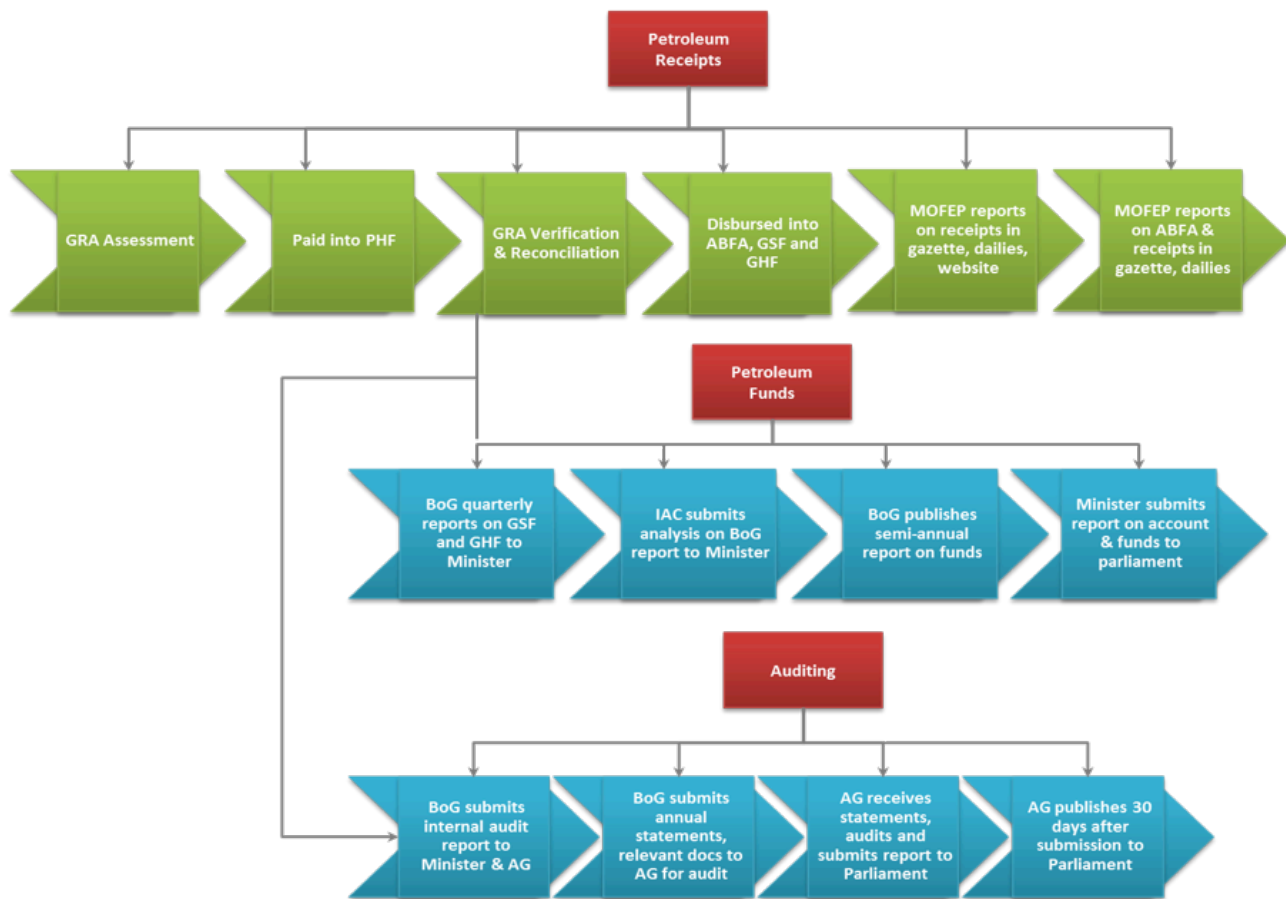 Petroleum
Receipts
GRA Assessment
Paid into PHF
GRA Verification
& Reconciliation
Disbursed into
ABFA, GSF and
GHF
MOFEP reports
on receipts in
gazette, dailies,
website
MOFEP reports
on ABFA &
receipts in
gazette, dailies
Petroleum
Funds
BoG quarterly
reports on GSF
and GHF to
Minister
IAC submits
analysis on BoG
report to Minister
BoG publishes
semi-annual
report on funds
Minister submits
report on account
& funds to
parliament
Auditing
BoG submits
internal audit
report to
Minister & AG
BoG submits
annual
statements,
relevant docs to
AG for audit
AG receives
statements,
audits and
submits report to
Parliament
AG publishes 30
days after
submission to
Parliament